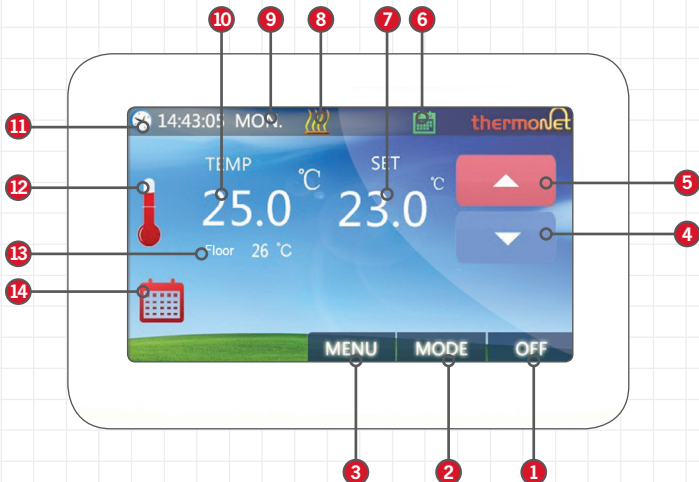 10 9 8 7 6
11 14:43:05 MON. thermonet
12 TEMP SET 5
25.0 °C 23.0 °C
4
13 Floor 26 °C
14
MENU MODE OFF
3 2 1